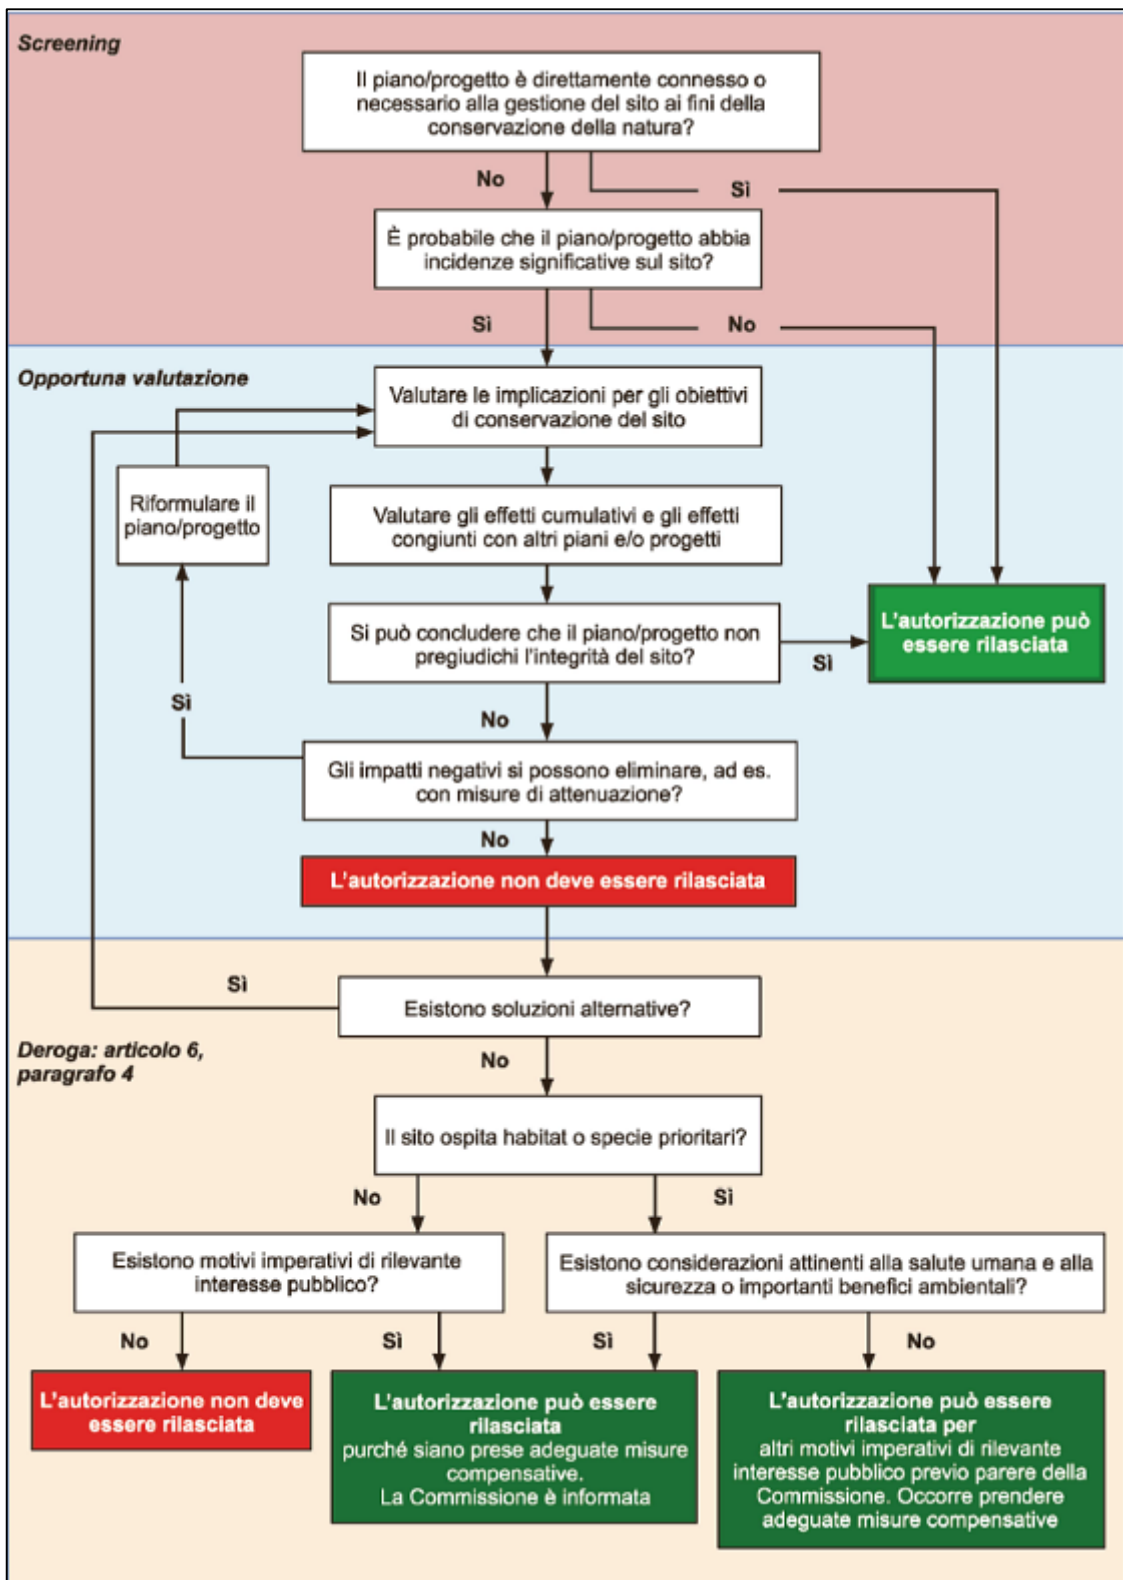 Screening
Il piano/progetto è direttamente connesso o
necessario alla gestione del sito ai fini della
conservazione della natura?
No
Sì
È probabile che il piano/progetto abbia
incidenze significative sul sito?
Sì
No
Opportuna valutazione
Valutare le implicazioni per gli obiettivi
di conservazione del sito
Riformulare il
piano/progetto
Valutare gli effetti cumulativi e gli effetti
congiunti con altri piani e/o progetti
Si può concludere che il piano/progetto non
pregiudichi l'integrità del sito?
Sì
L'autorizzazione può
essere rilasciata
Sì
No
Gli impatti negativi si possono eliminare, ad es.
con misure di attenuazione?
No
L'autorizzazione non deve essere rilasciata
Sì
Esistono soluzioni alternative?
Deroga: articolo 6,
paragrafo 4
No
Il sito ospita habitat o specie prioritari?
No
Sì
Esistono motivi imperativi di rilevante
interesse pubblico?
Esistono considerazioni attinenti alla salute umana e alla
sicurezza o importanti benefici ambientali?
No
Sì
Sì
No
L'autorizzazione non deve
essere rilasciata
L'autorizzazione può essere
rilasciata
purché siano prese adeguate misure
compensative.
La Commissione è informata
L'autorizzazione può essere
rilasciata per
altri motivi imperativi di rilevante
interesse pubblico previo parere della
Commissione. Occorre prendere
adeguate misure compensative